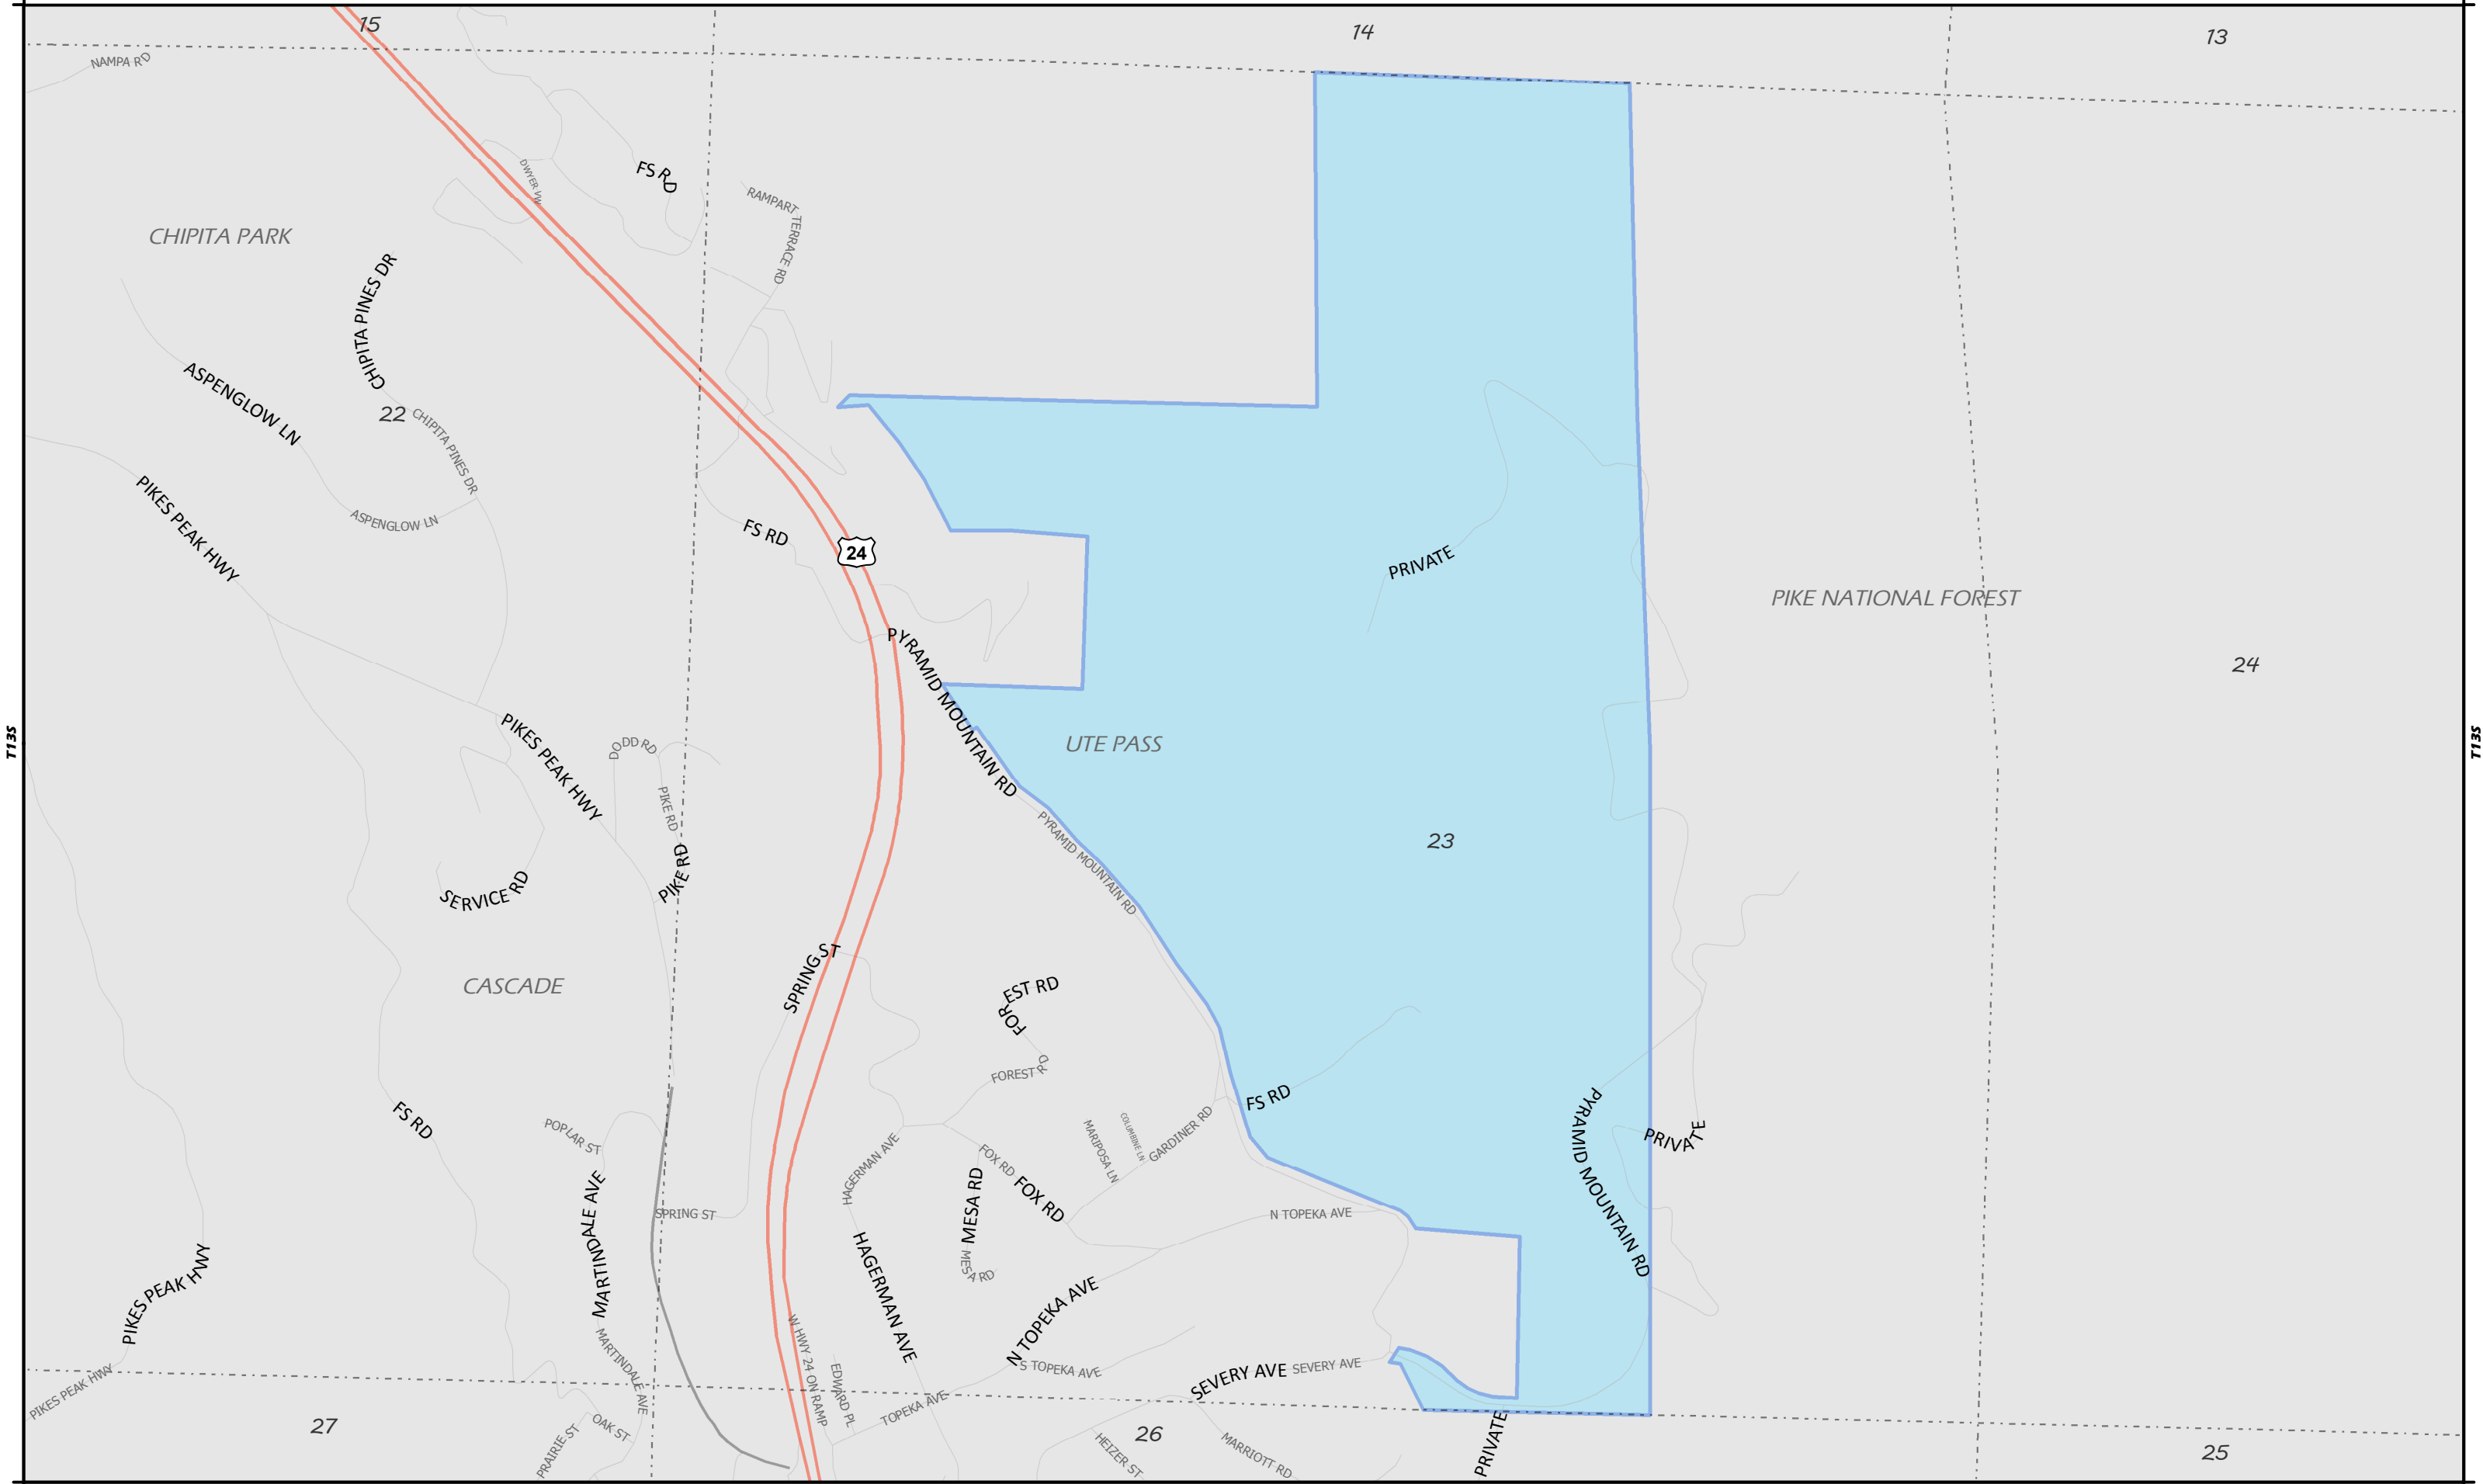 15
14
13
NAMPA RD
DWYER VW
FS RD
RAMPART TERRACE RD
CHIPITA PARK
CHIPITA PINES DR
ASPENGLOW LN
22
CHIPITA PINES DR
PIKES PEAK HWY
ASPENGLOW LN
FS RD
24
PRIVATE
PIKE NATIONAL FOREST
PYRAMID MOUNTAIN RD
24
T13S
T13S
PIKES PEAK HWY
DODD RD
UTE PASS
PIKE RD
PYRAMID MOUNTAIN RD
23
PIKE RD
SERVICE RD
SPRING ST
CASCADE
FOREST RD
FOREST RD
FS RD
FS RD
POPLAR ST
MARIPOSA LN
COLUMBINE LN
GARDINER RD
PYRAMID MOUNTAIN RD
PRIVATE
HAGERMAN AVE
FOX RD
FOX RD
MARTINDALE AVE
SPRING ST
MESA RD
N TOPEKA AVE
MESA RD
HAGERMAN AVE
PIKES PEAK HWY
N TOPEKA AVE
MARTINDALE AVE
W HWY 24 ON RAMP
EDWARD PL
S TOPEKA AVE
SEVERY AVE
SEVERY AVE
PIKES PEAK HWY
TOPEKA AVE
27
PRAIRIE ST
OAK ST
26
HEIZER ST
MARRIOTT RD
PRIVATE
25